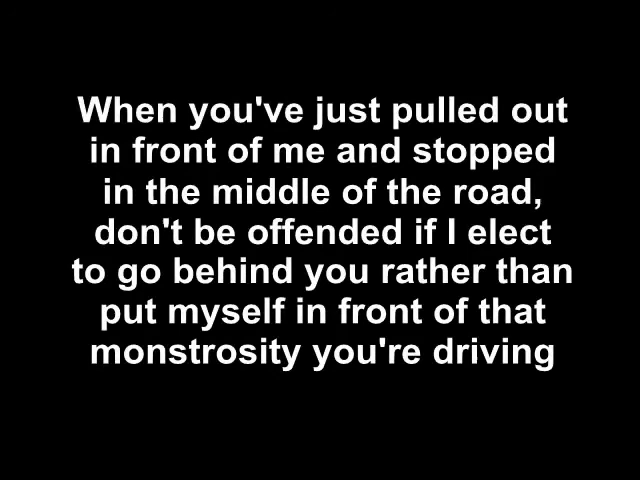 When you've just pulled out
in front of me and stopped
in the middle of the road,
don't be offended if I elect
to go behind you rather than
put myself in front of that
monstrosity you're driving